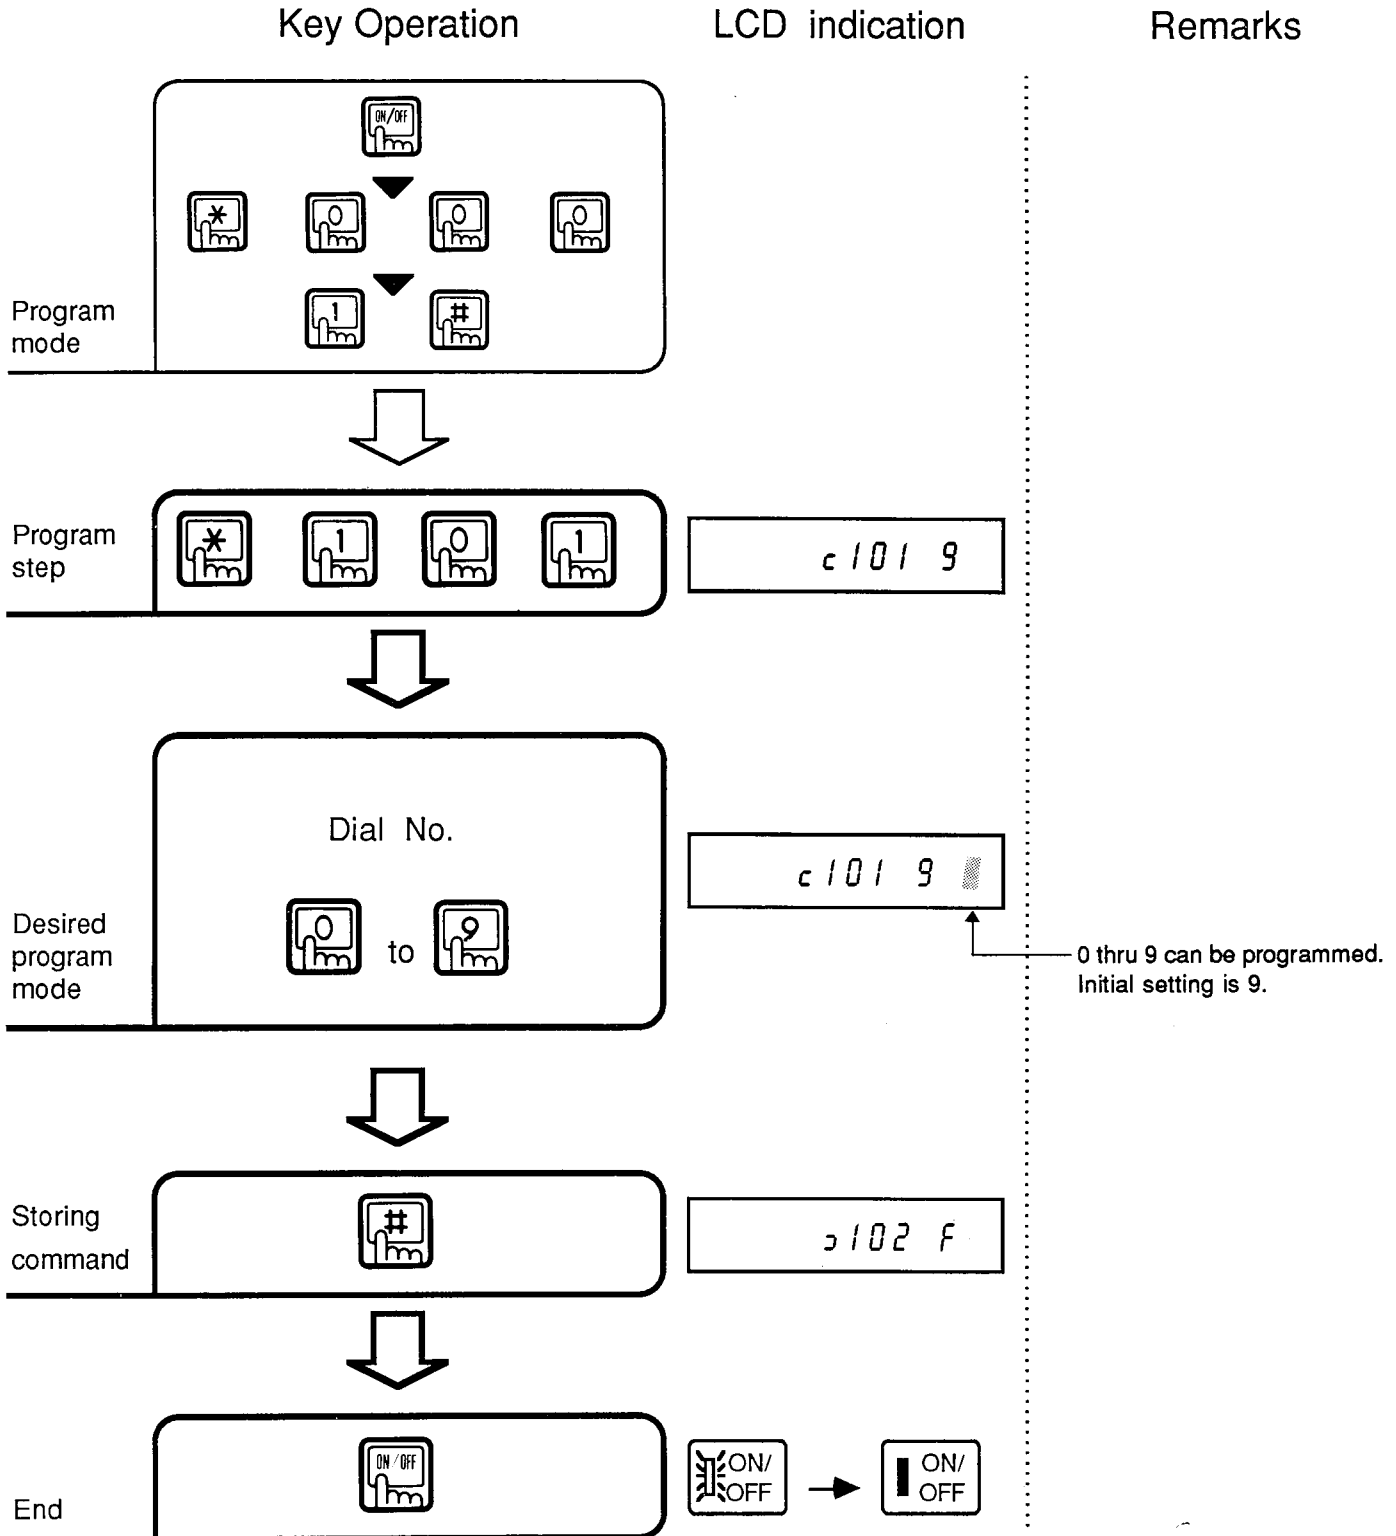 Key Operation LCD indication Remarks
ON/OFF
* 0 0 0
Program
mode
1 #
Program
step
* 1 0 1
c101 9
Dial No.
c101 9
Desired
program
mode
0 to 9
0 thru 9 can be programmed.
Initial setting is 9.
Storing
command
#
ɔ102 F
ON/OFF
ON/
OFF
ON/
OFF
End